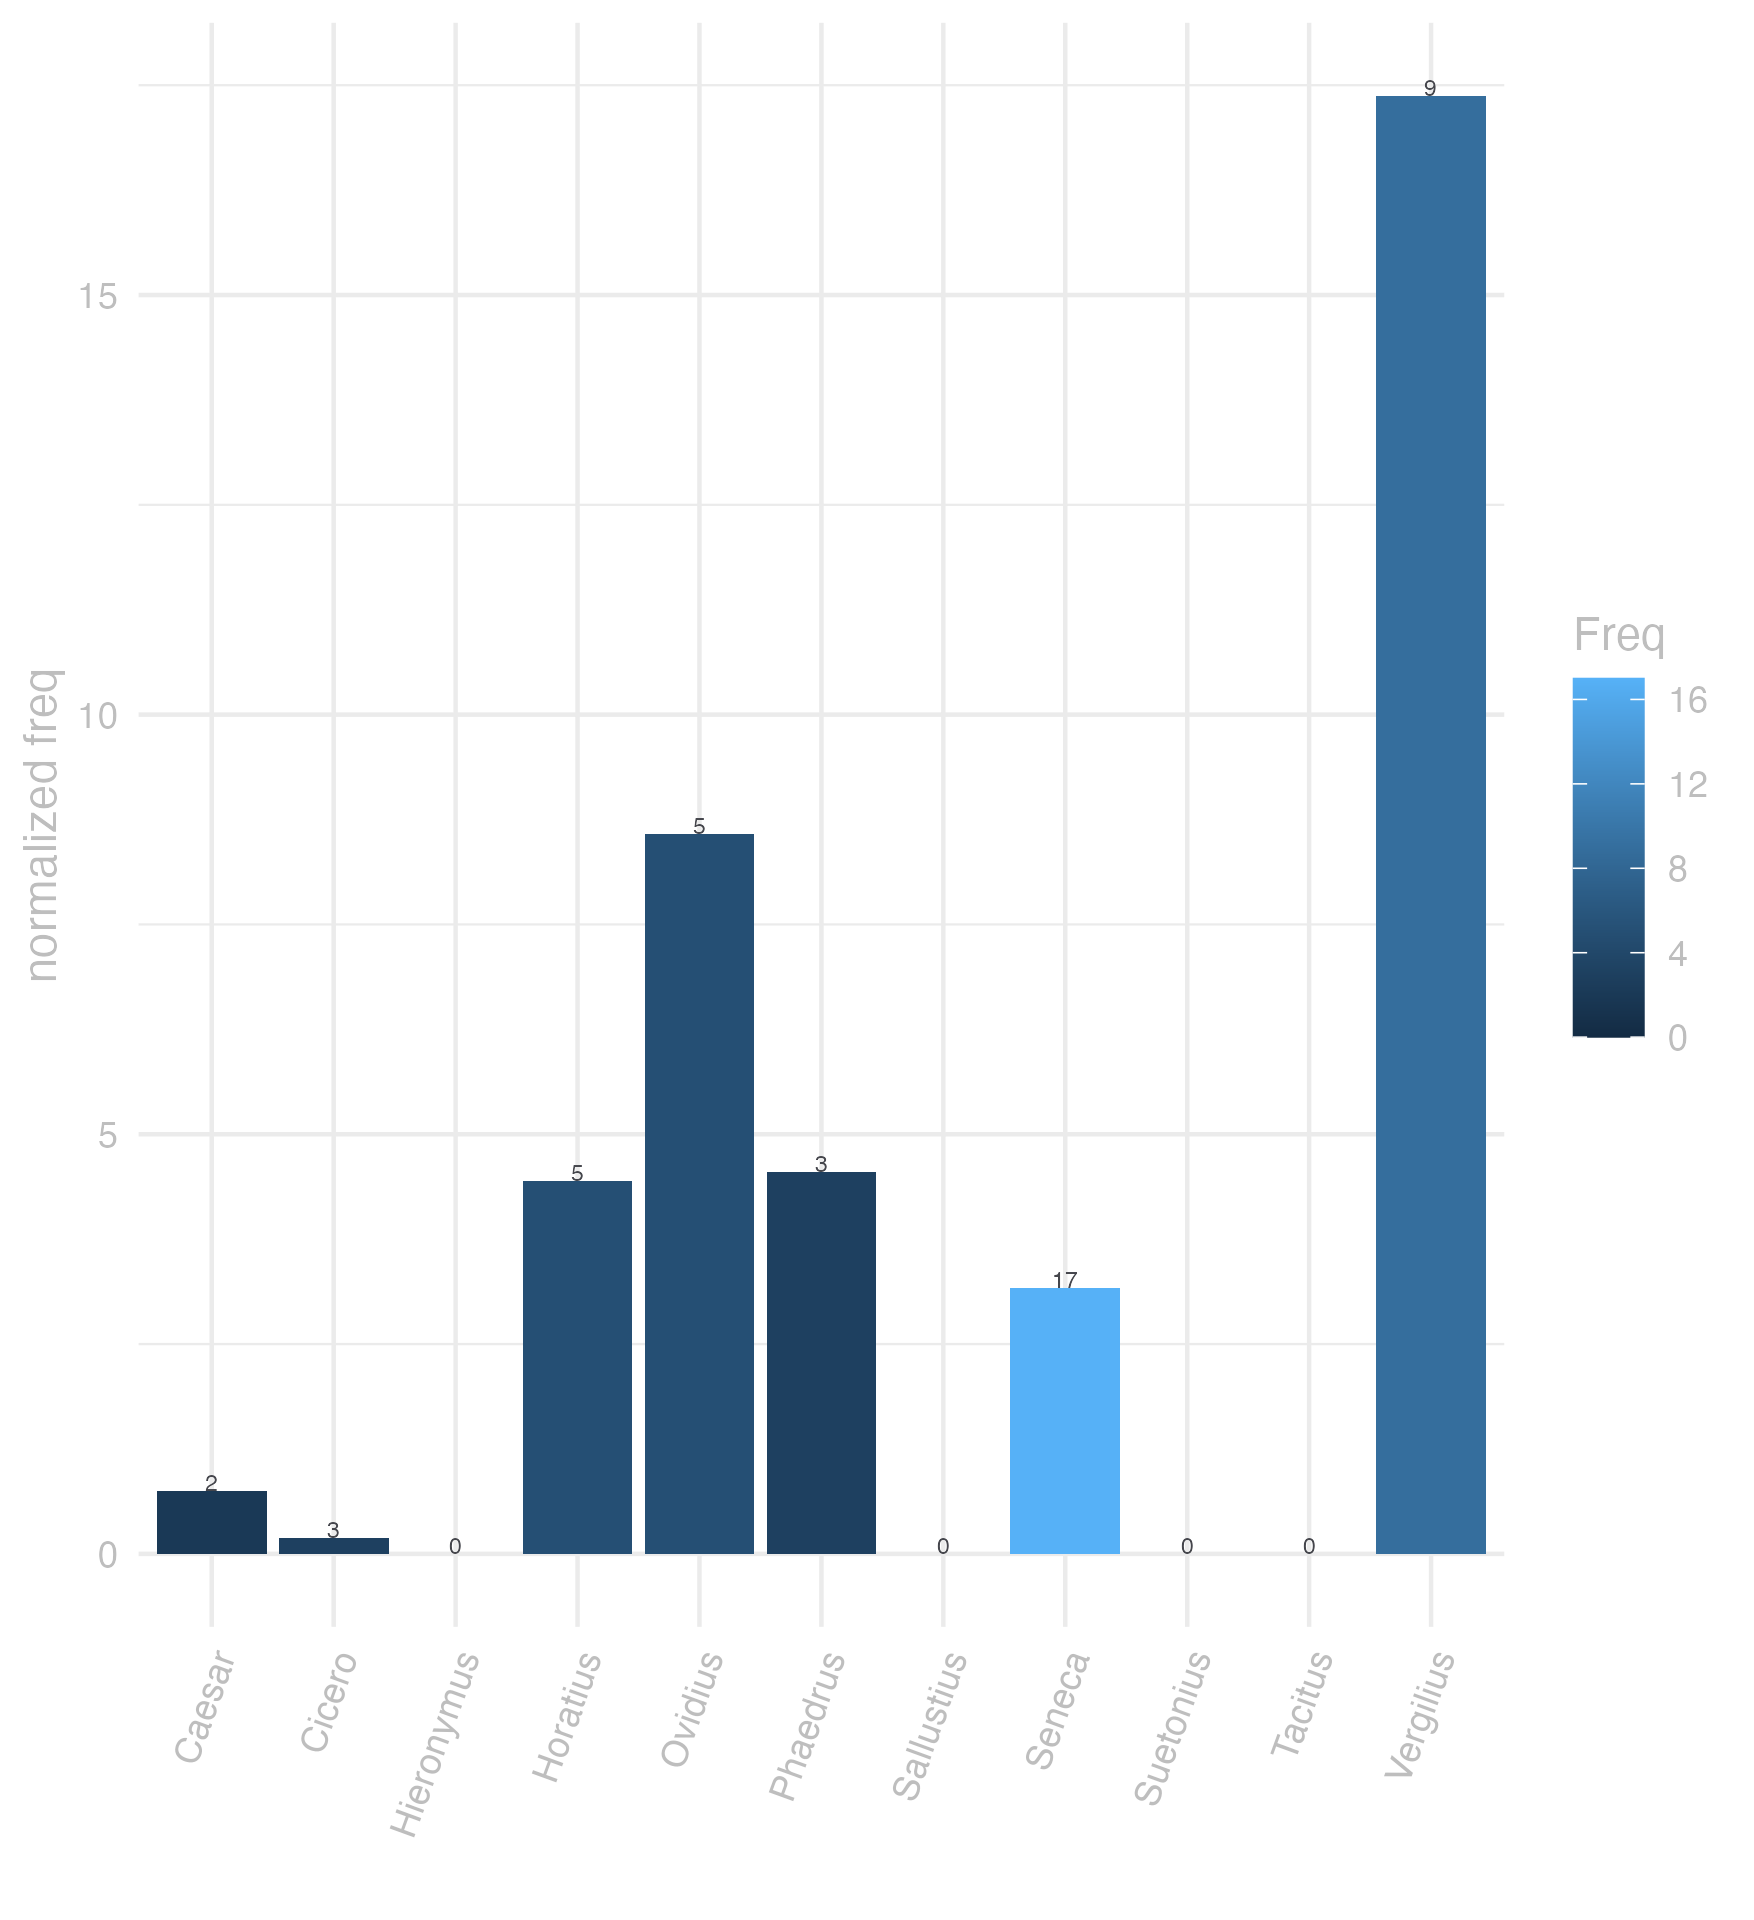 9
15
10
5
0
normalized freq
5
5
3
17
2
3
0
0
0
0
Caesar
Cicero
Hieronymus
Horatius
Ovidius
Phaedrus
Sallustius
Seneca
Suetonius
Tacitus
Vergilius
Freq
16
12
8
4
0